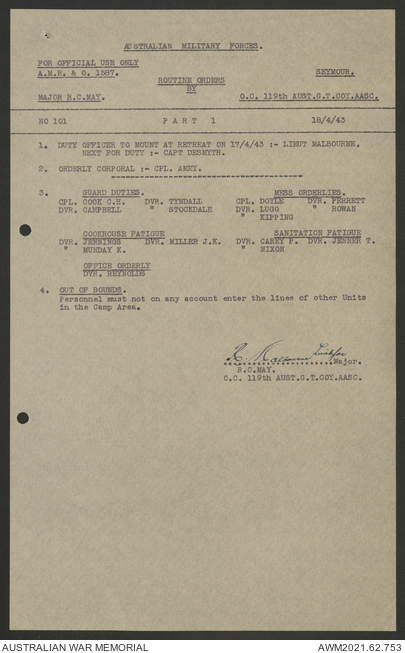 AUSTRALIAN MILITARY FORCES.
FOR OFFICIAL USE ONLY
A.M.R. & O. 1587.
SEYMOUR.
ROUTINE ORDERS
BY
MAJOR R.C.MAY.
O.C. 119th AUST.G.T.COY.AASC.
NO 101 PART 1 18/4/43
1. DUTY OFFICER TO MOUNT AT RETREAT ON 17/4/43 :- LIEUT MALBOURNE.
NEXT FOR DUTY :- CAPT DESMYTH.
2. ORDERLY CORPORAL :- CPL.
3. GUARD DUTIES. MESS ORDERLIES.
CPL. COOK C.H. DVR. TYNDALL CPL. DOYLE DVR. FERRETT
DVR. CAMPBELL " STOCKDALE DVR. LUGG " ROWAN
" KIPPING
COOKHOUSE FATIGUE SANITATION FATIGUE
DVR. JENNINGS DVR. MILLER J.K. DVR. CAREY P. DVR. JENNER T.
" MUNDAY K. " NIXON
OFFICE ORDERLY
DVR. REYNOLDS
4. OUT OF BOUNDS.
Personnel must not on any account enter the lines of other Units
in the Camp Area.
Major.
R.C.MAY.
O.C. 119th AUST.G.T.COY.AASC.
AUSTRALIAN WAR MEMORIAL
AWM2021.62.753